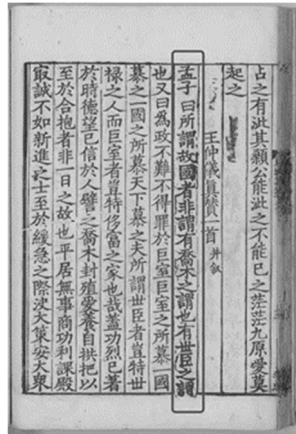 占之有泚其顙公能泚之不能已之茫茫九原愛莫
起之
王仲儀真贊一首 并叙
孟子曰所謂故國者非謂有喬木之謂也有世臣之謂
也又曰為政不難不得罪於巨室巨室之所慕一國
慕之一國之所慕天下慕之夫所謂世臣者豈特世
祿之人而巨室者豈特侈富之家也哉蓋功烈已著
於時德望已信於人譬之喬木封殖愛養自拱把以
至於合抱者非一日之故也平居無事商功利課殿
冣誠不如新進之士至於緩急之際決大策安大衆